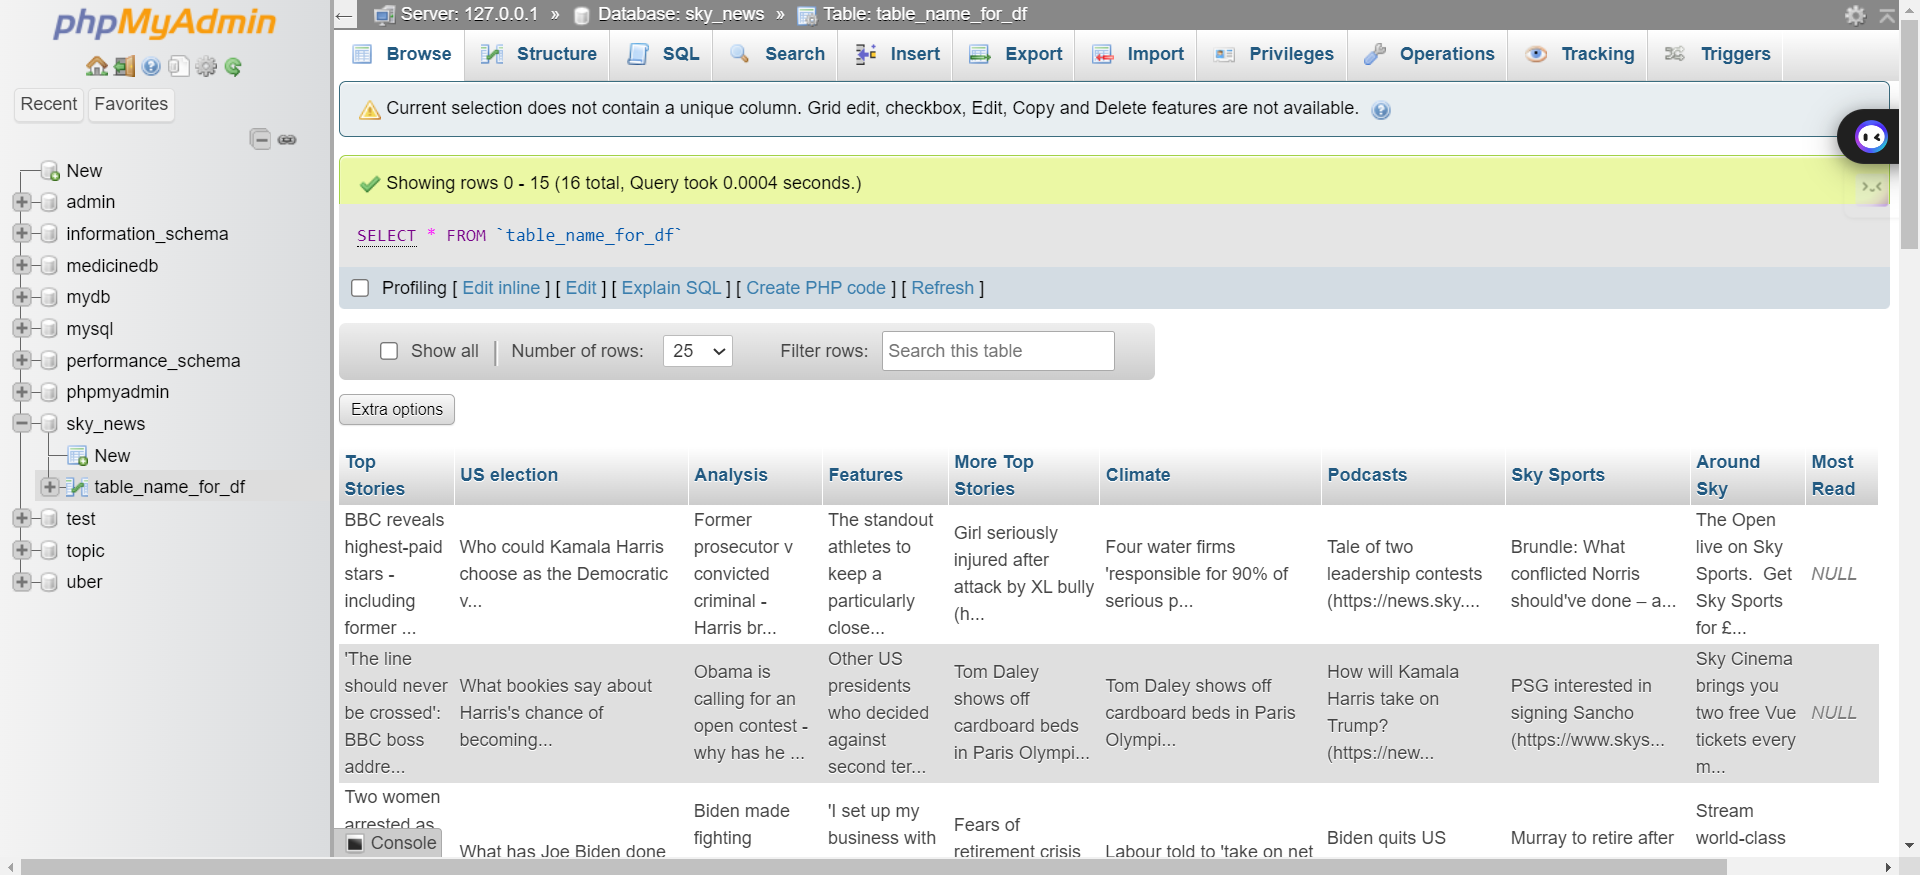 phpMyAdmin
Recent Favorites
New
admin
information_schema
medicinedb
mydb
mysql
performance_schema
phpmyadmin
sky_news
New
table_name_for_df
test
topic
uber
← Server: 127.0.0.1 » Database: sky_news » Table: table_name_for_df
Browse Structure SQL Search Insert Export Import Privileges Operations Tracking Triggers
Current selection does not contain a unique column. Grid edit, checkbox, Edit, Copy and Delete features are not available.
Showing rows 0 - 15 (16 total, Query took 0.0004 seconds.)
SELECT * FROM `table_name_for_df`
Profiling [ Edit inline ] [ Edit ] [ Explain SQL ] [ Create PHP code ] [ Refresh ]
Show all Number of rows: 25 Filter rows: Search this table
Extra options
Top
Stories
US election
Analysis
Features
More Top
Stories
Climate
Podcasts
Sky Sports
Around
Sky
Most
Read
BBC reveals
highest-paid
stars -
including
former ...
Who could Kamala Harris
choose as the Democratic
v...
Former
prosecutor v
convicted
criminal -
Harris br...
The standout
athletes to
keep a
particularly
close...
Girl seriously
injured after
attack by XL bully
(h...
Four water firms
'responsible for 90% of
serious p...
Tale of two
leadership contests
(https://news.sky....
Brundle: What
conflicted Norris
should've done – a...
The Open
live on Sky
Sports.  Get
Sky Sports
for £...
NULL
'The line
should never
be crossed':
BBC boss
addre...
What bookies say about
Harris's chance of
becoming...
Obama is
calling for an
open contest -
why has he ...
Other US
presidents
who decided
against
second ter...
Tom Daley
shows off
cardboard beds
in Paris Olympi...
Tom Daley shows off
cardboard beds in Paris
Olympi...
How will Kamala
Harris take on
Trump?
(https://new...
PSG interested in
signing Sancho
(https://www.skys...
Sky Cinema
brings you
two free Vue
tickets every
m...
NULL
Two women
arrested as
What has Joe Biden done
Biden made
fighting
'I set up my
business with
Fears of
retirement crisis
Labour told to 'take on net
Biden quits US
Murray to retire after
Stream
world-class
Console